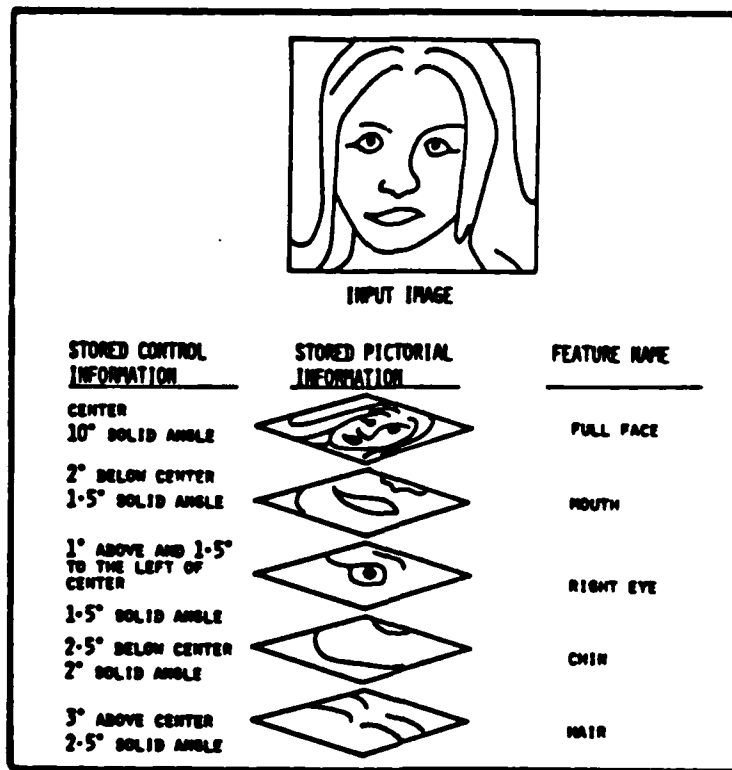 INPUT IMAGE
STORED CONTROL INFORMATION
STORED PICTORIAL INFORMATION
FEATURE NAME
CENTER
10° SOLID ANGLE
FULL FACE
2° BELOW CENTER
1.5° SOLID ANGLE
MOUTH
1° ABOVE AND 1.5°
TO THE LEFT OF
CENTER
1.5° SOLID ANGLE
RIGHT EYE
2.5° BELOW CENTER
2° SOLID ANGLE
CHIN
3° ABOVE CENTER
2.5° SOLID ANGLE
HAIR